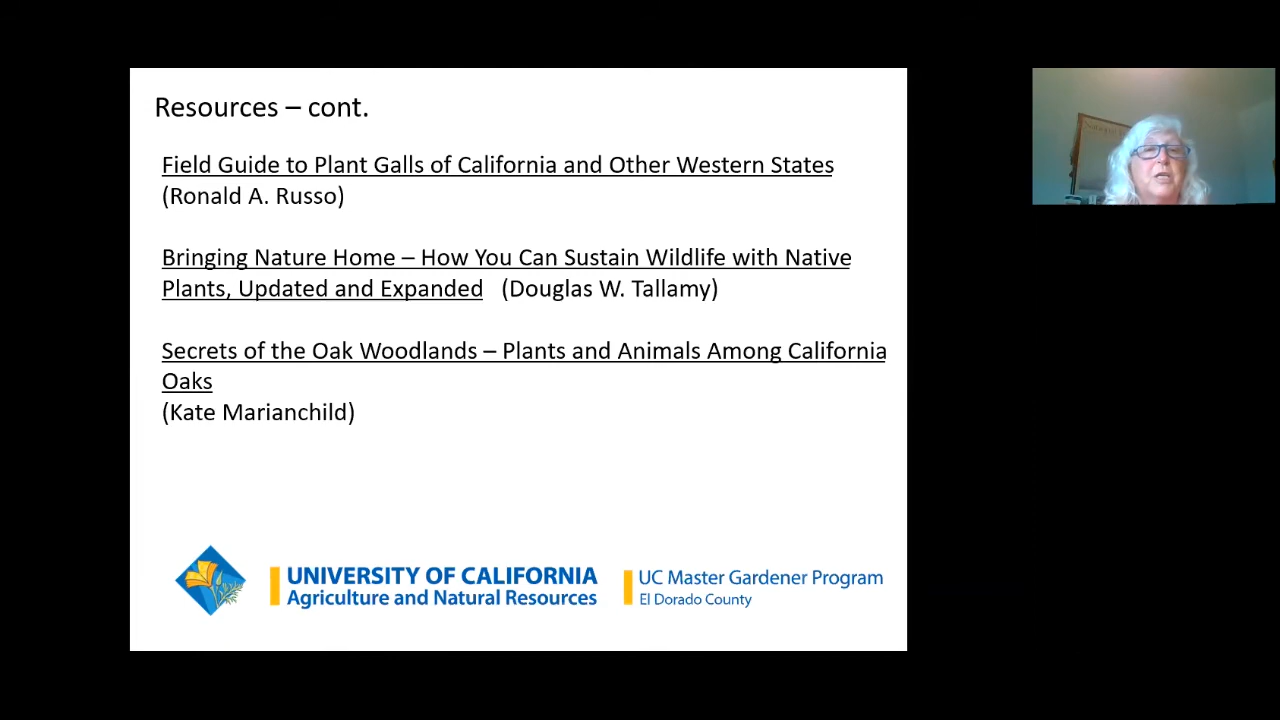 Resources – cont.
Field Guide to Plant Galls of California and Other Western States
(Ronald A. Russo)
Bringing Nature Home – How You Can Sustain Wildlife with Native
Plants, Updated and Expanded (Douglas W. Tallamy)
Secrets of the Oak Woodlands – Plants and Animals Among California
Oaks
(Kate Marianchild)
UNIVERSITY OF CALIFORNIA
Agriculture and Natural Resources
UC Master Gardener Program
El Dorado County